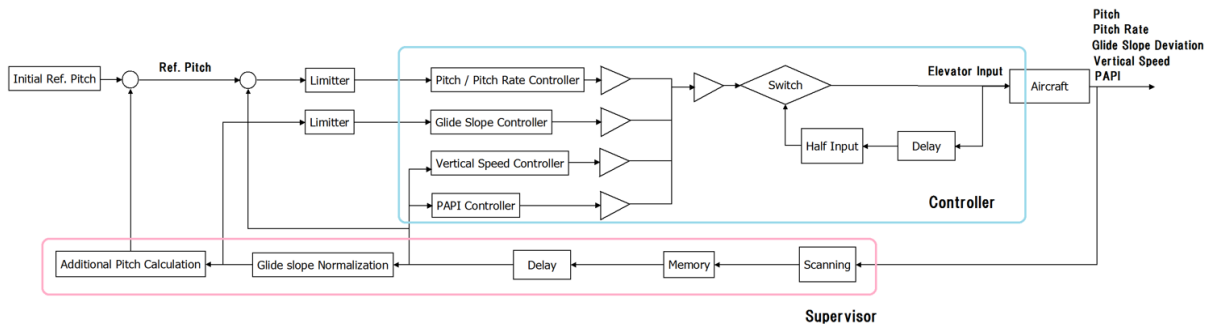 Pitch
Pitch Rate
Glide Slope Deviation
Vertical Speed
PAPI
Initial Ref. Pitch
Ref. Pitch
Limitter
Pitch / Pitch Rate Controller
Switch
Elevator Input
Aircraft
Limitter
Glide Slope Controller
Half Input
Delay
Vertical Speed Controller
PAPI Controller
Controller
Additional Pitch Calculation
Glide slope Normalization
Delay
Memory
Scanning
Supervisor